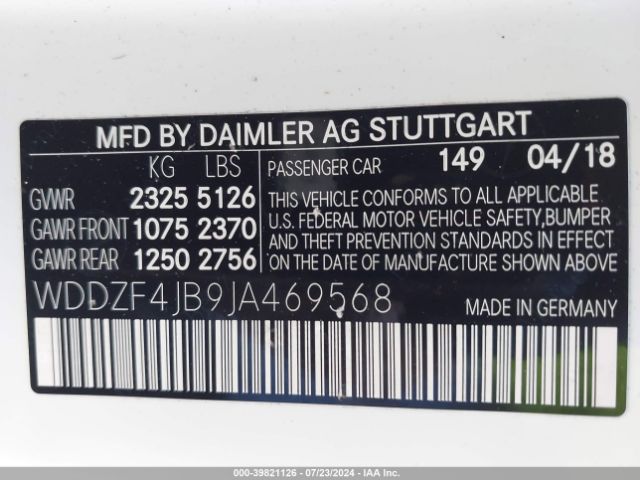 MFD BY DAIMLER AG STUTTGART
KG LBS
GVWR 2325 5126
GAWR FRONT 1075 2370
GAWR REAR 1250 2756
PASSENGER CAR 149 04/18
THIS VEHICLE CONFORMS TO ALL APPLICABLE
U.S. FEDERAL MOTOR VEHICLE SAFETY,BUMPER
AND THEFT PREVENTION STANDARDS IN EFFECT
ON THE DATE OF MANUFACTURE SHOWN ABOVE
WDDZF4JB9JA469568 MADE IN GERMANY
000-39821126 - 07/23/2024 - IAA Inc.